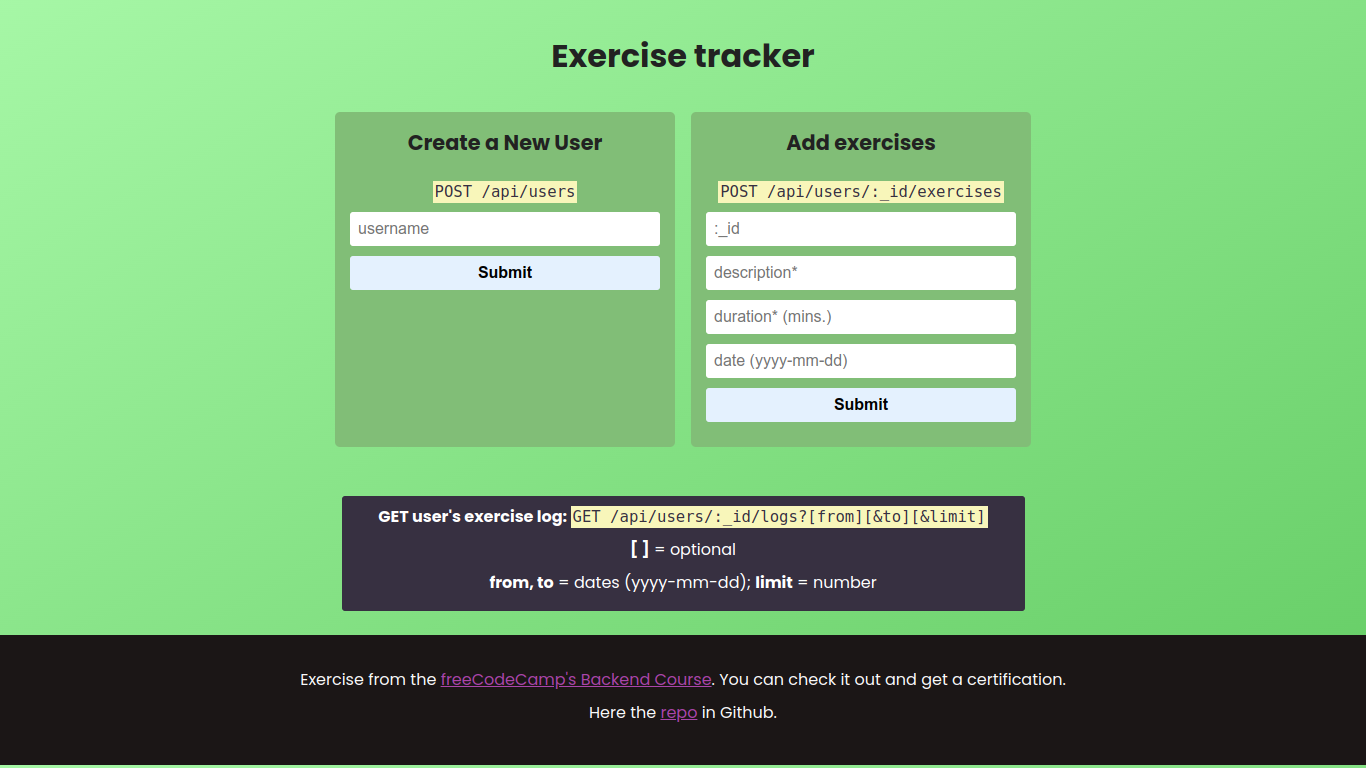 Exercise tracker
Create a New User
POST /api/users
username
Submit
Add exercises
POST /api/users/:_id/exercises
:_id
description*
duration* (mins.)
date (yyyy-mm-dd)
Submit
GET user's exercise log: GET /api/users/:_id/logs?[from][&to][&limit]
[ ] = optional
from, to = dates (yyyy-mm-dd); limit = number
Exercise from the freeCodeCamp's Backend Course. You can check it out and get a certification.
Here the repo in Github.